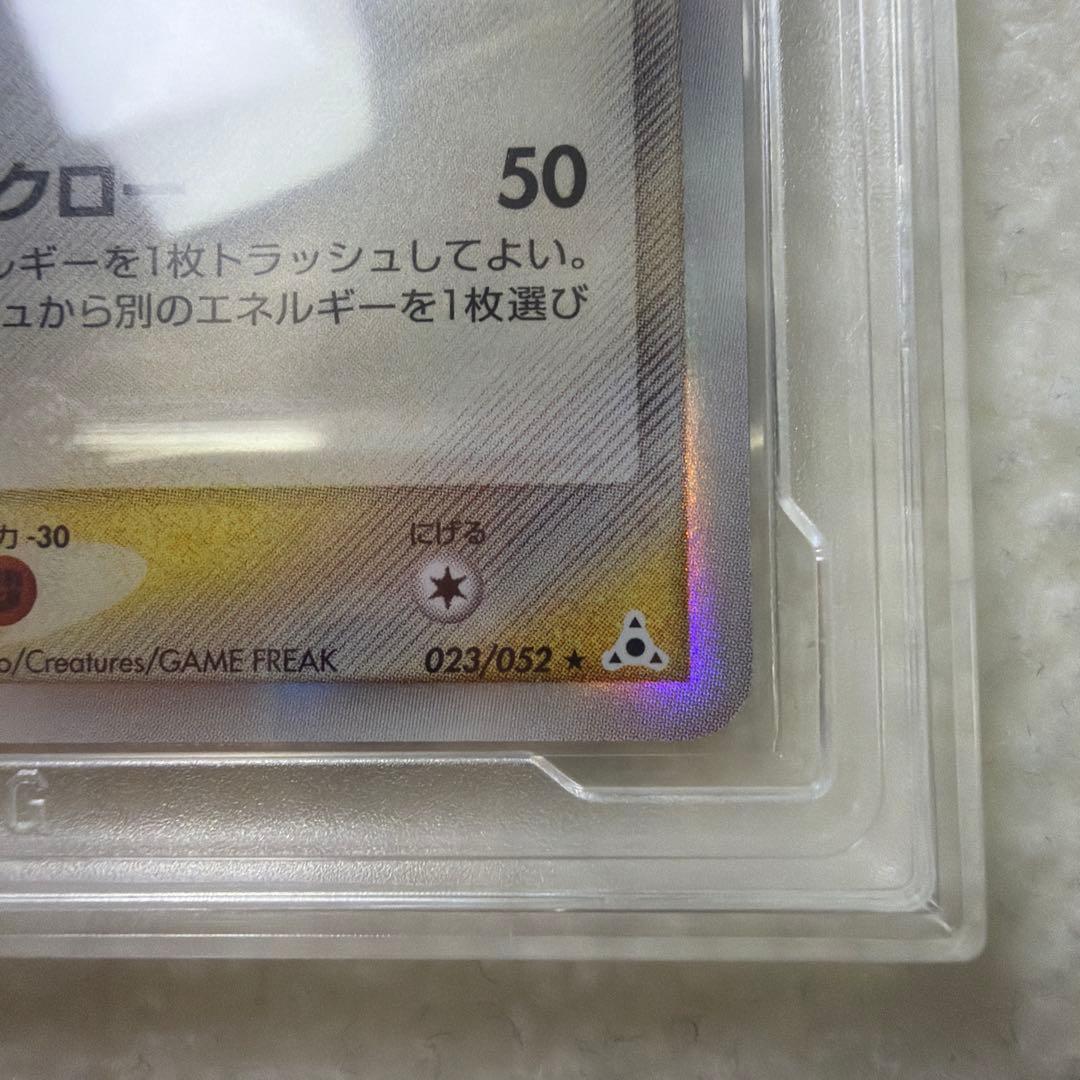 クロー 50
ルギーを1枚トラッシュしてよい。
ュから別のエネルギーを1枚選び
力 -30 にげる
o/Creatures/GAME FREAK 023/052 ★
G